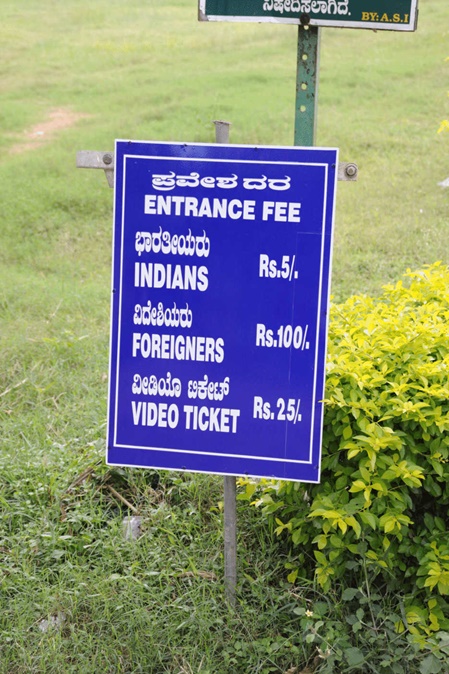 ನಿಷೇದಿಸಲಾಗಿದೆ.
BY: A.S.I
ಪ್ರವೇಶ ದರ
ENTRANCE FEE
ಭಾರತೀಯರು
INDIANS Rs.5/.
ವಿದೇಶಿಯರು
FOREIGNERS Rs.100/.
ವೀಡಿಯೊ ಟಿಕೇಟ್
VIDEO TICKET Rs. 25/.